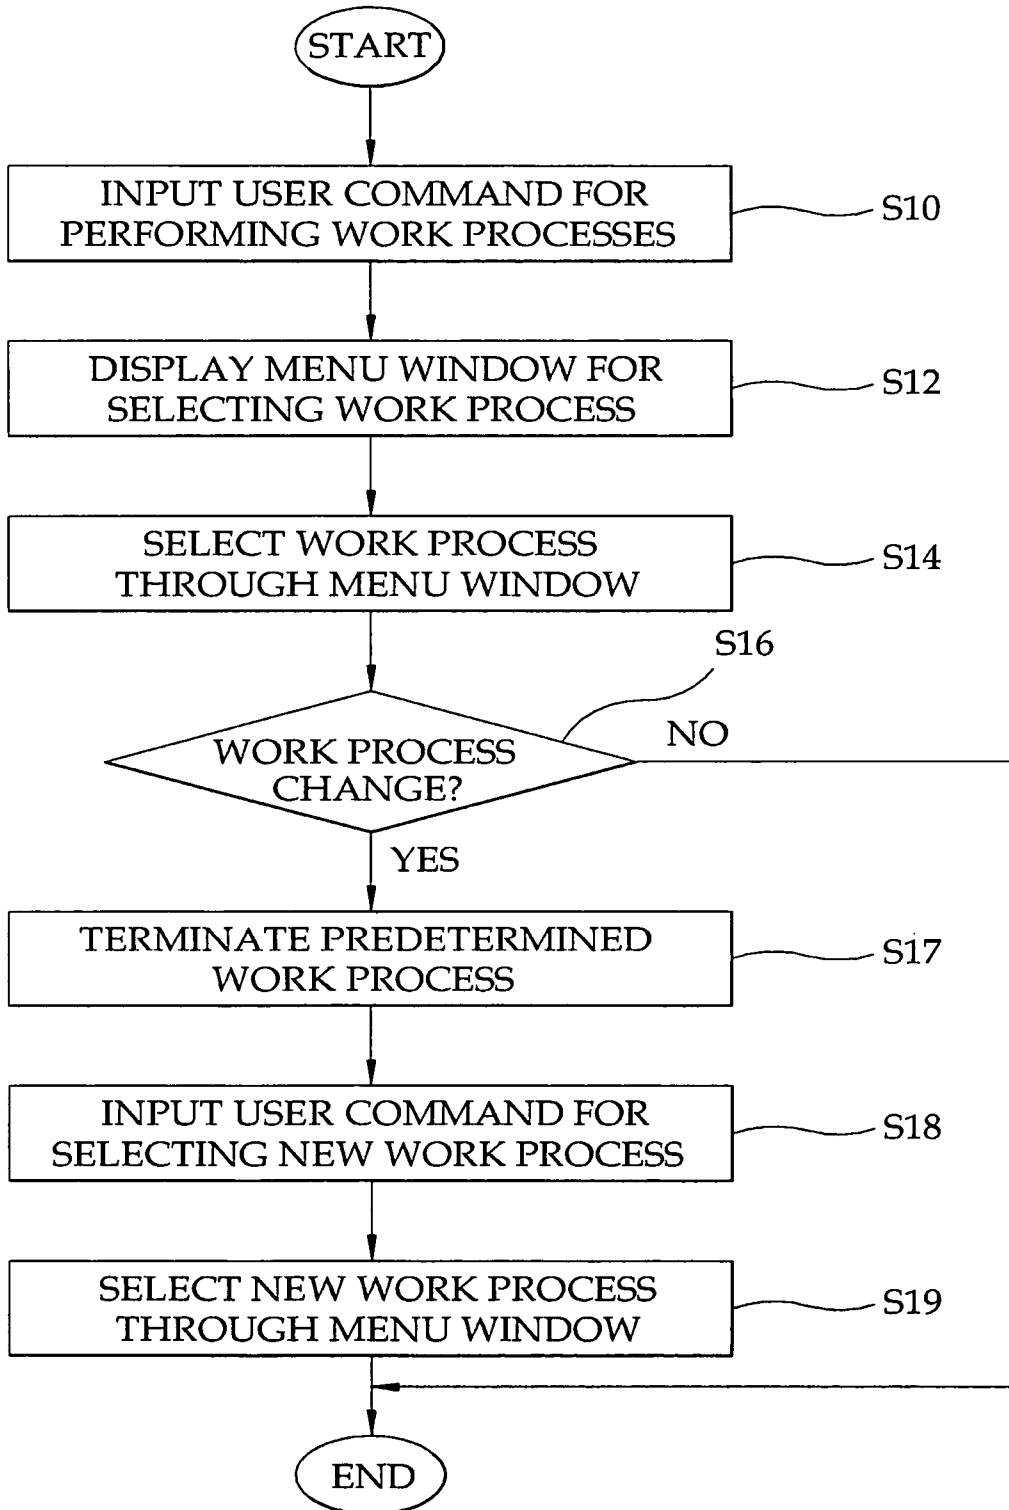 START
INPUT USER COMMAND FOR
PERFORMING WORK PROCESSES
S10
DISPLAY MENU WINDOW FOR
SELECTING WORK PROCESS
S12
SELECT WORK PROCESS
THROUGH MENU WINDOW
S14
S16
WORK PROCESS
CHANGE?
NO
YES
TERMINATE PREDETERMINED
WORK PROCESS
S17
INPUT USER COMMAND FOR
SELECTING NEW WORK PROCESS
S18
SELECT NEW WORK PROCESS
THROUGH MENU WINDOW
S19
END